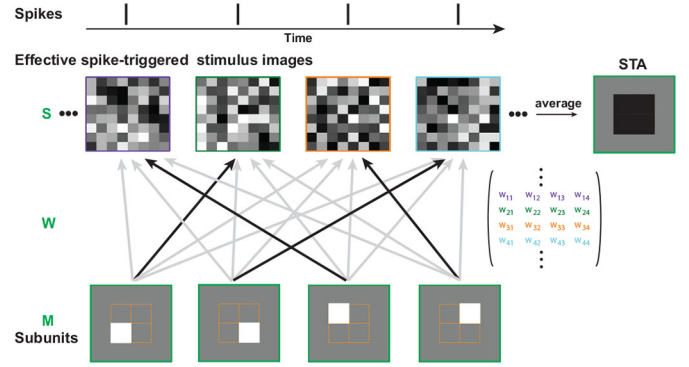 Spikes
Time
Effective spike-triggered stimulus images
STA
S ••• ••• average
W
w11 w12 w13 w14
w21 w22 w23 w24
w31 w32 w33 w34
w41 w42 w43 w44
M
Subunits